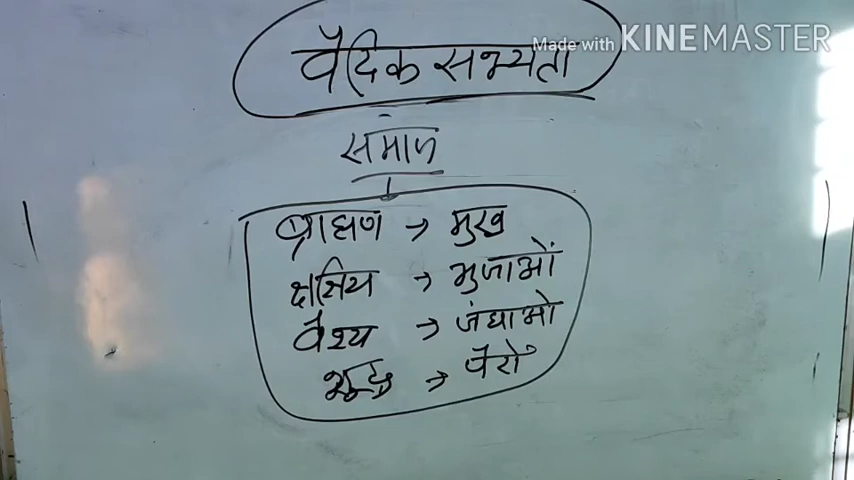 Made with KINEMASTER
वैदिक सभ्यता
समाज
ब्राह्मण → मुख
क्षत्रिय → भुजाओं
वैश्य → जंघाओ
शूद्र → पैरों